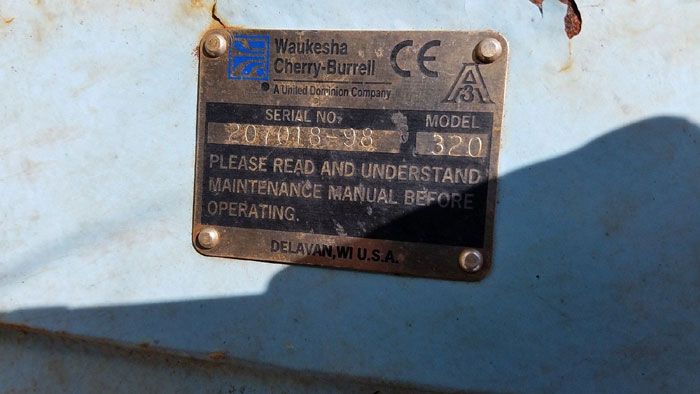 Waukesha
Cherry-Burrell
A United Dominion Company
CE
3A
SERIAL NO. MODEL
207018-98 320
PLEASE READ AND UNDERSTAND
MAINTENANCE MANUAL BEFORE
OPERATING.
DELAVAN, WI U.S.A.